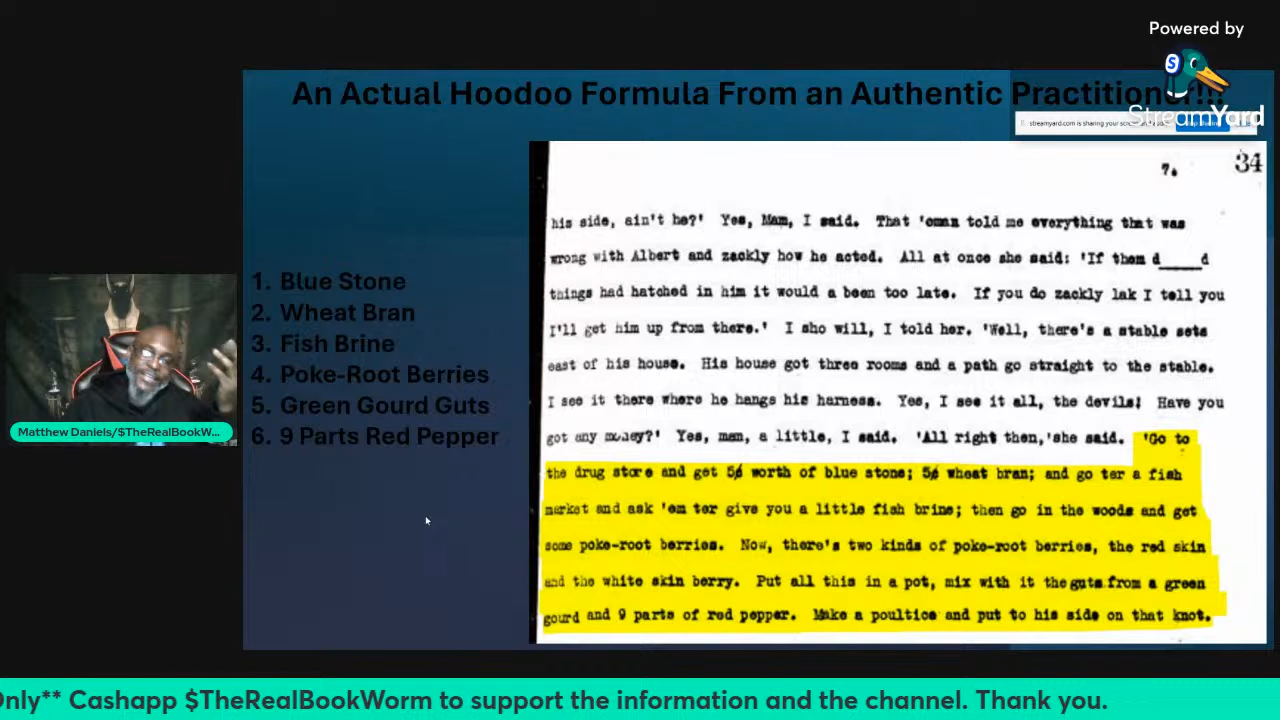 Powered by
StreamYard
An Actual Hoodoo Formula From an Authentic Practitioner!!!
streamyard.com is sharing your
1. Blue Stone
2. Wheat Bran
3. Fish Brine
4. Poke-Root Berries
5. Green Gourd Guts
6. 9 Parts Red Pepper
7. 34
his side, ain't he?' Yes, Mam, I said. That 'oman told me everything that was
wrong with Albert and zackly how he acted. All at once she said: 'If them d____d
things had hatched in him it would a been too late. If you do zackly lak I tell you
I'll get him up from there.' I sho will, I told her. 'Well, there's a stable sets
east of his house. His house got three rooms and a path go straight to the stable.
I see it there where he hangs his harness. Yes, I see it all, the devils! Have you
got any money?' Yes, mam, a little, I said. 'All right then,'she said. 'Go to
the drug store and get 5¢ worth of blue stone; 5¢ wheat bran; and go ter a fish
market and ask 'em ter give you a little fish brine; then go in the woods and get
some poke-root berries. Now, there's two kinds of poke-root berries, the red skin
and the white skin berry. Put all this in a pot, mix with it the guts from a green
gourd and 9 parts of red pepper. Make a poultice and put to his side on that knot.
Matthew Daniels/$TheRealBookW...
Only** Cashapp $TheRealBookWorm to support the information and the channel. Thank you.